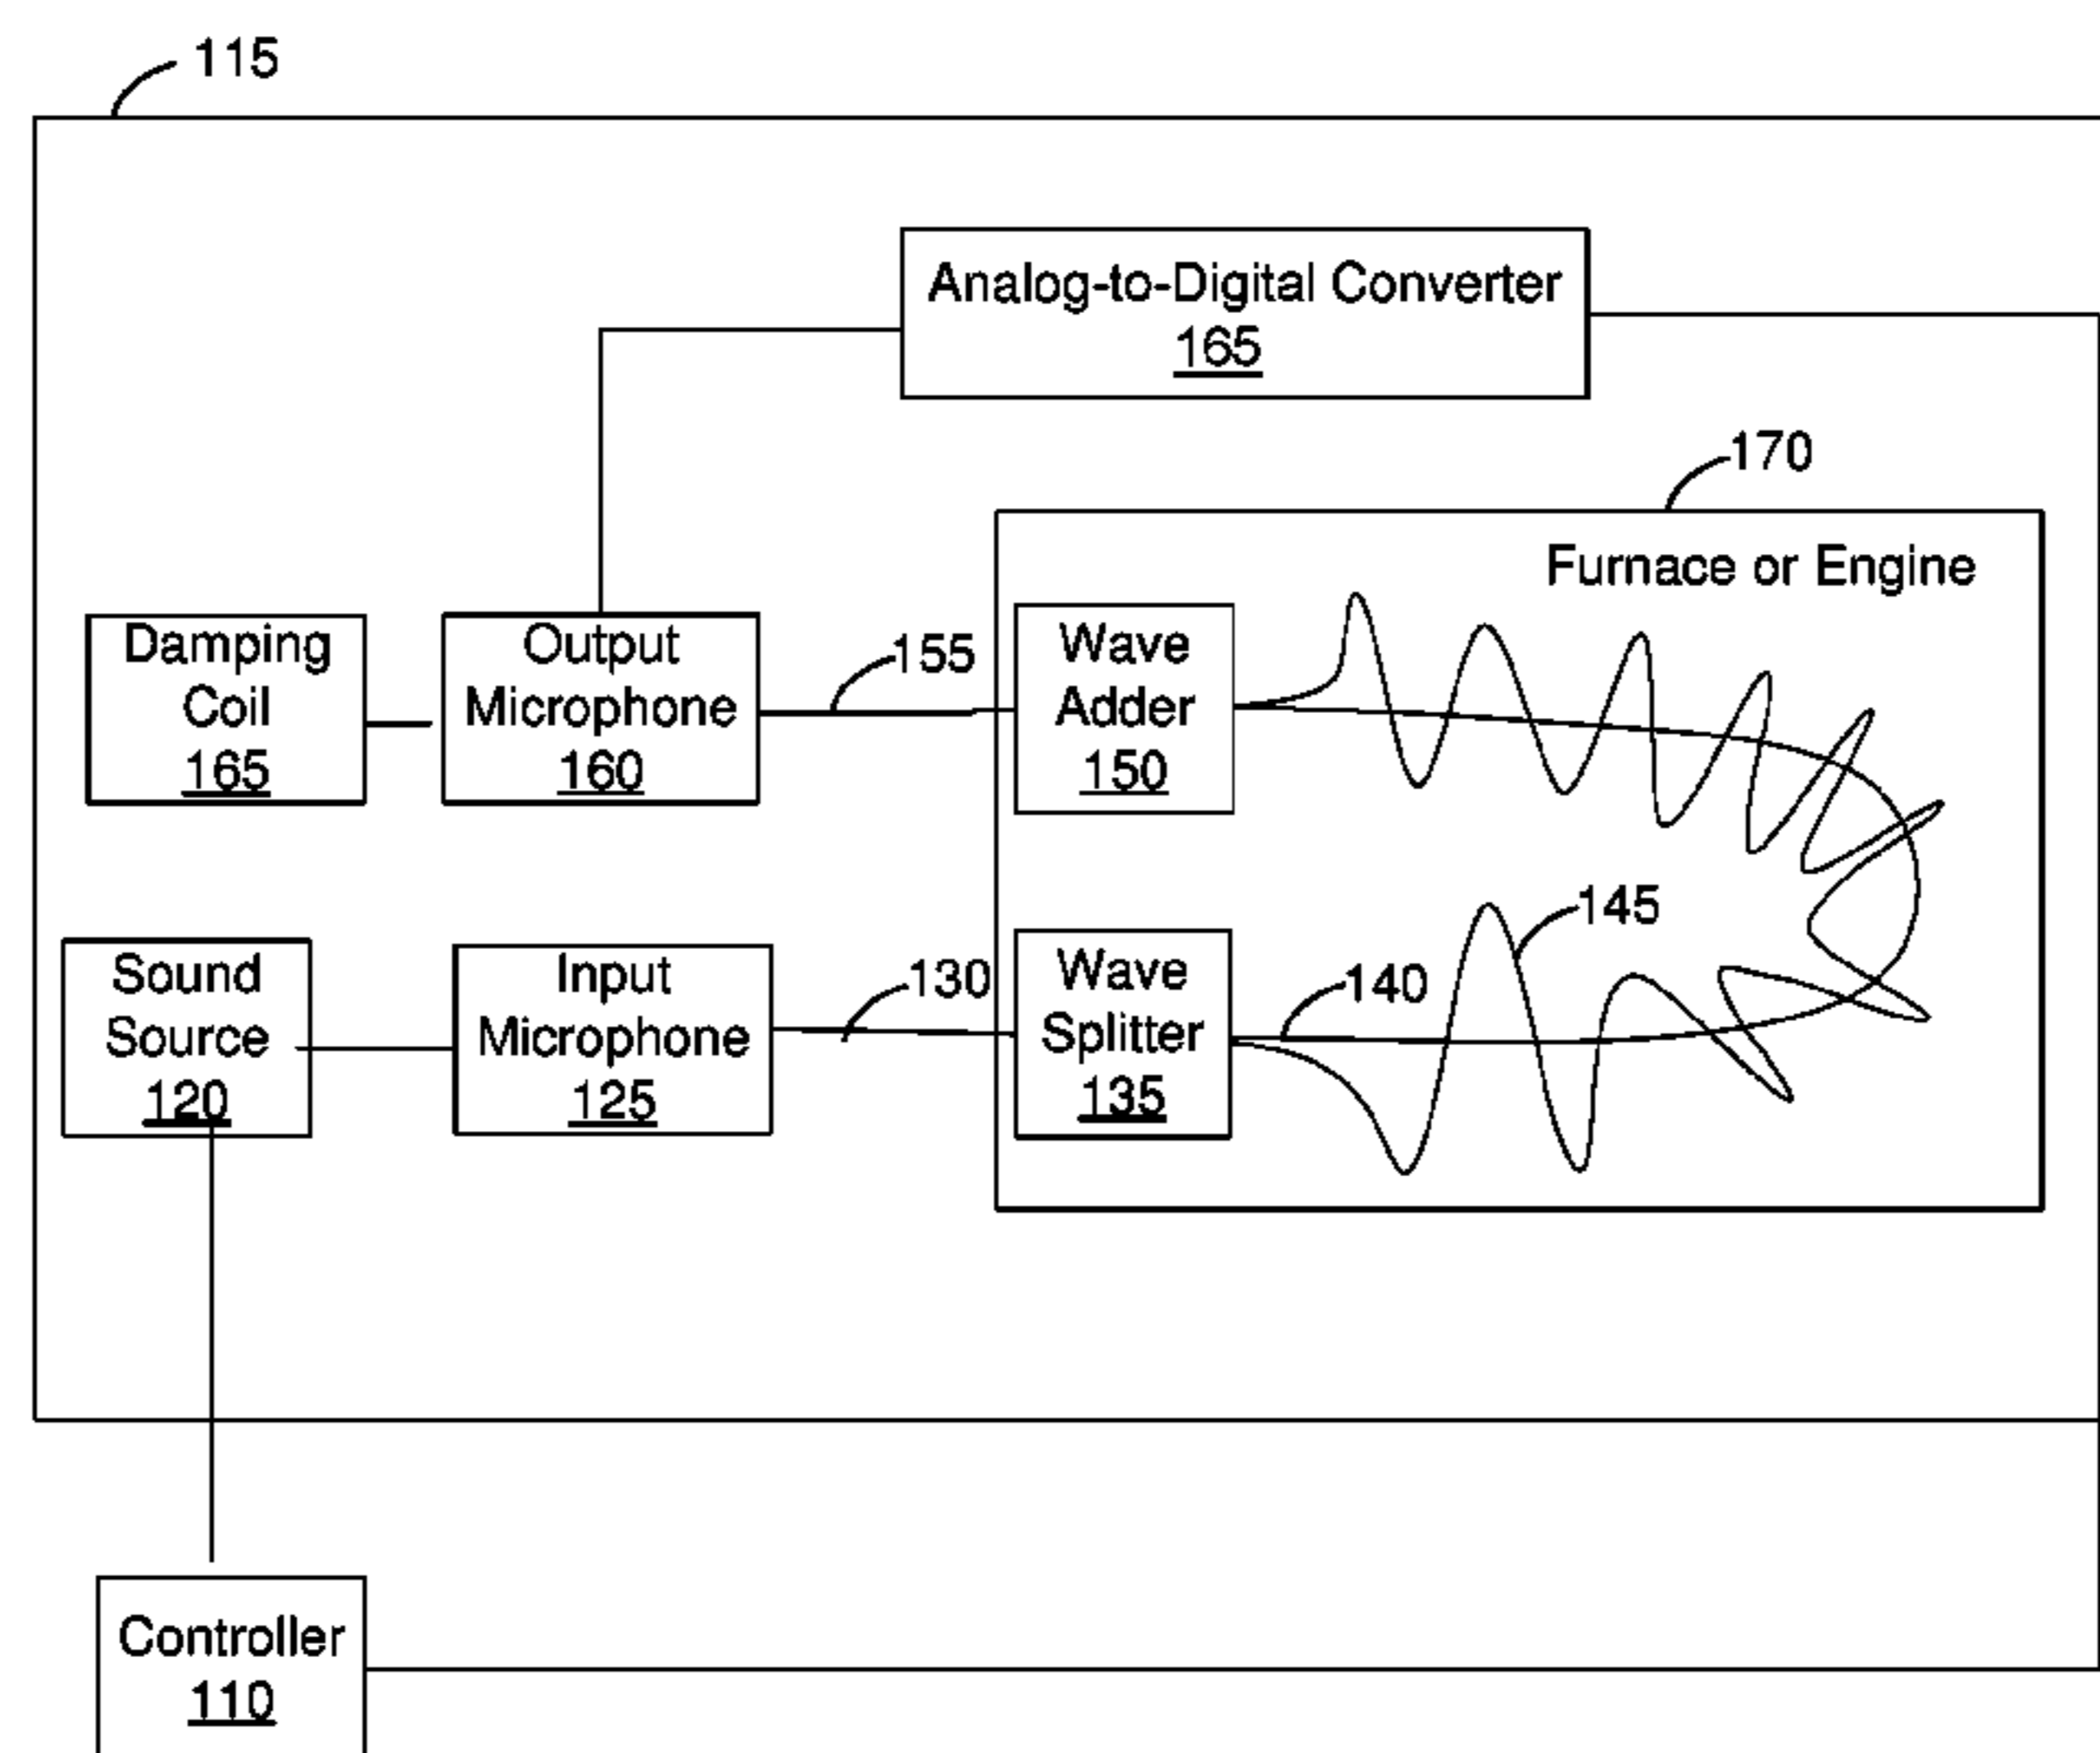 115
Analog-to-Digital Converter
165
170
Furnace or Engine
Damping
Coil
165
Output
Microphone
160
155
Wave
Adder
150
Sound
Source
120
Input
Microphone
125
130
Wave
Splitter
135
140
145
Controller
110